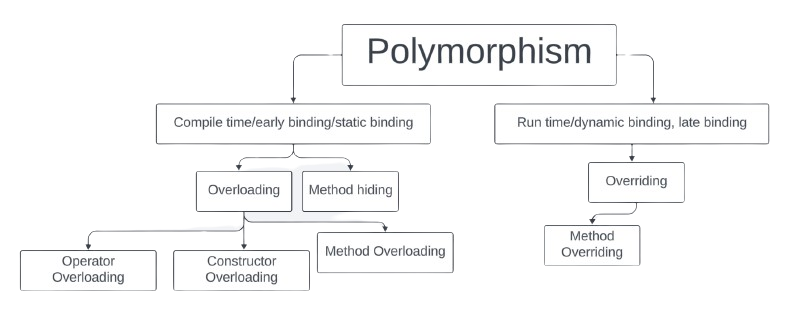 Polymorphism
Compile time/early binding/static binding
Run time/dynamic binding, late binding
Overloading
Method hiding
Overriding
Operator
Overloading
Constructor
Overloading
Method Overloading
Method
Overriding